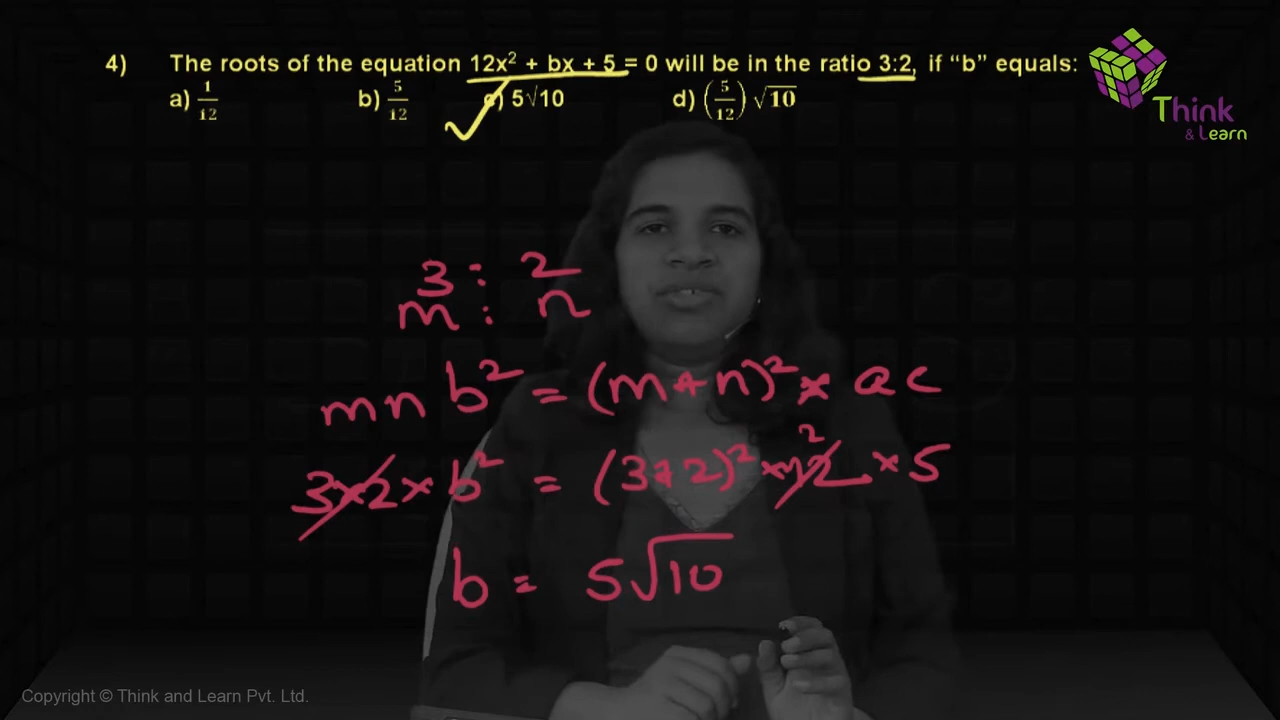 4) The roots of the equation 12x² + bx + 5 = 0 will be in the ratio 3:2, if “b” equals:
a) 1/12 b) 5/12 c) 5√10 d) (5/12) √10
Think
& Learn
3 : 2
m : n
mn b² = (m+n)² × ac
3×2 × b² = (3+2)² × 12 2 × 5
b = 5√10
Copyright © Think and Learn Pvt. Ltd.